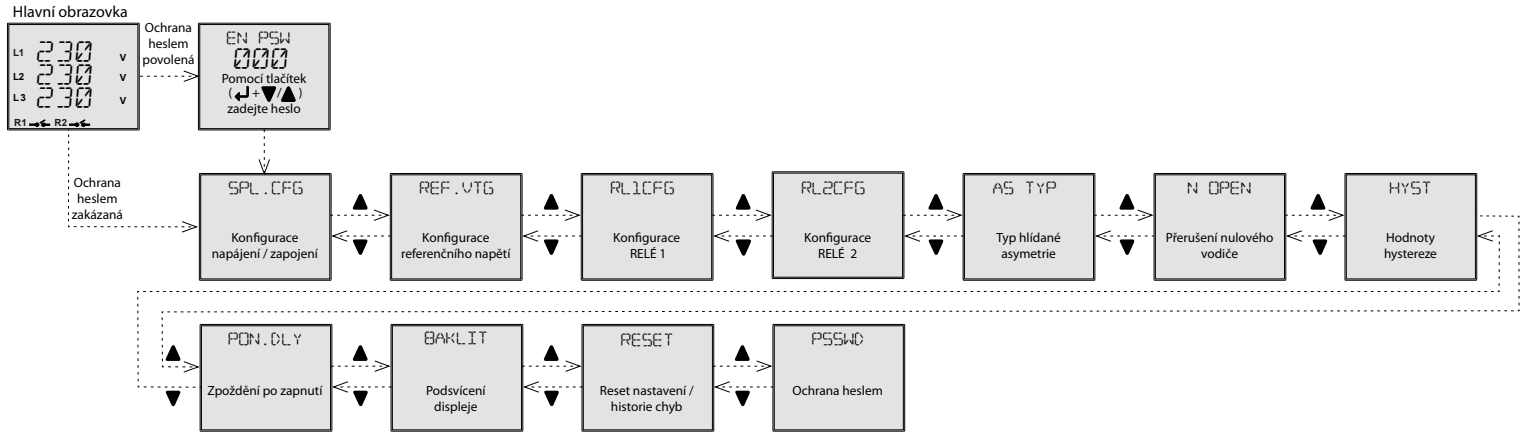 Hlavní obrazovka
L1 230 V
L2 230 V
L3 230 V
R1 R2
Ochrana
heslem
povolená
EN PSW
000
Pomocí tlačítek
(↵+▼/▲)
zadejte heslo
Ochrana
heslem
zakázaná
SPL.CFG
Konfigurace
napájení / zapojení
REF.VTG
Konfigurace
referenčního napětí
RL1CFG
Konfigurace
RELÉ 1
RL2CFG
Konfigurace
RELÉ 2
AS TYP
Typ hlídané
asymetrie
N OPEN
Přerušení nulového
vodiče
HYST
Hodnoty
hystereze
PON.DLY
Zpoždění po zapnutí
BAKLIT
Podsvícení
displeje
RESET
Reset nastavení /
historie chyb
PSSWD
Ochrana heslem